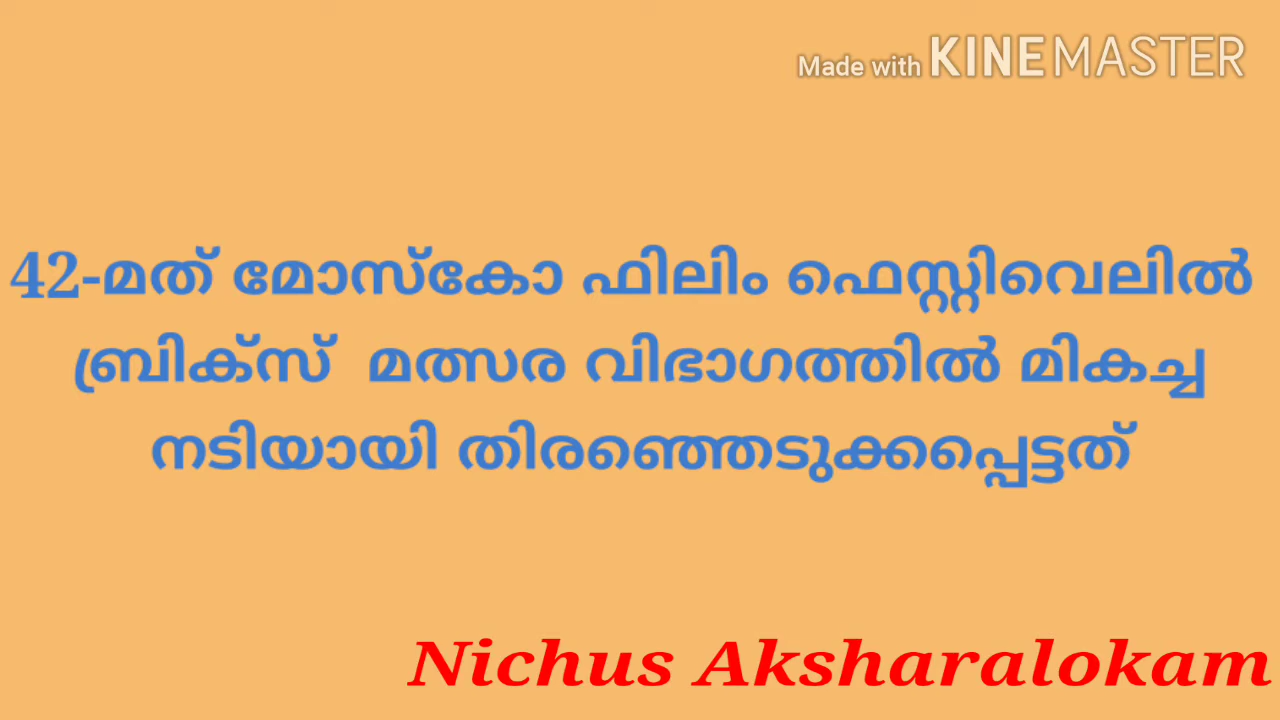 Made with KINEMASTER
42-മത് മോസ്കോ ഫിലിം ഫെസ്റ്റിവെലിൽ
ബ്രിക്സ് മത്സര വിഭാഗത്തിൽ മികച്ച
നടിയായി തിരഞ്ഞെടുക്കപ്പെട്ടത്
Nichus Aksharalokam